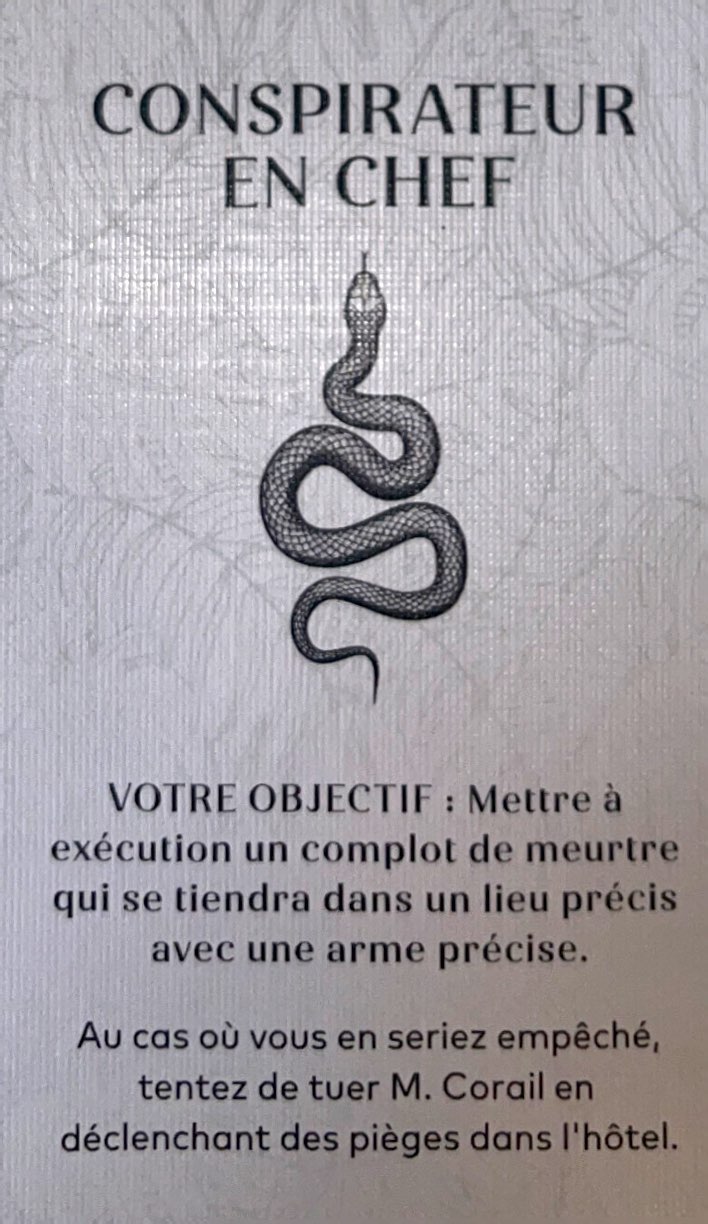 CONSPIRATEUR
EN CHEF
VOTRE OBJECTIF : Mettre à
exécution un complot de meurtre
qui se tiendra dans un lieu précis
avec une arme précise.
Au cas où vous en seriez empêché,
tentez de tuer M. Corail en
déclenchant des pièges dans l'hôtel.